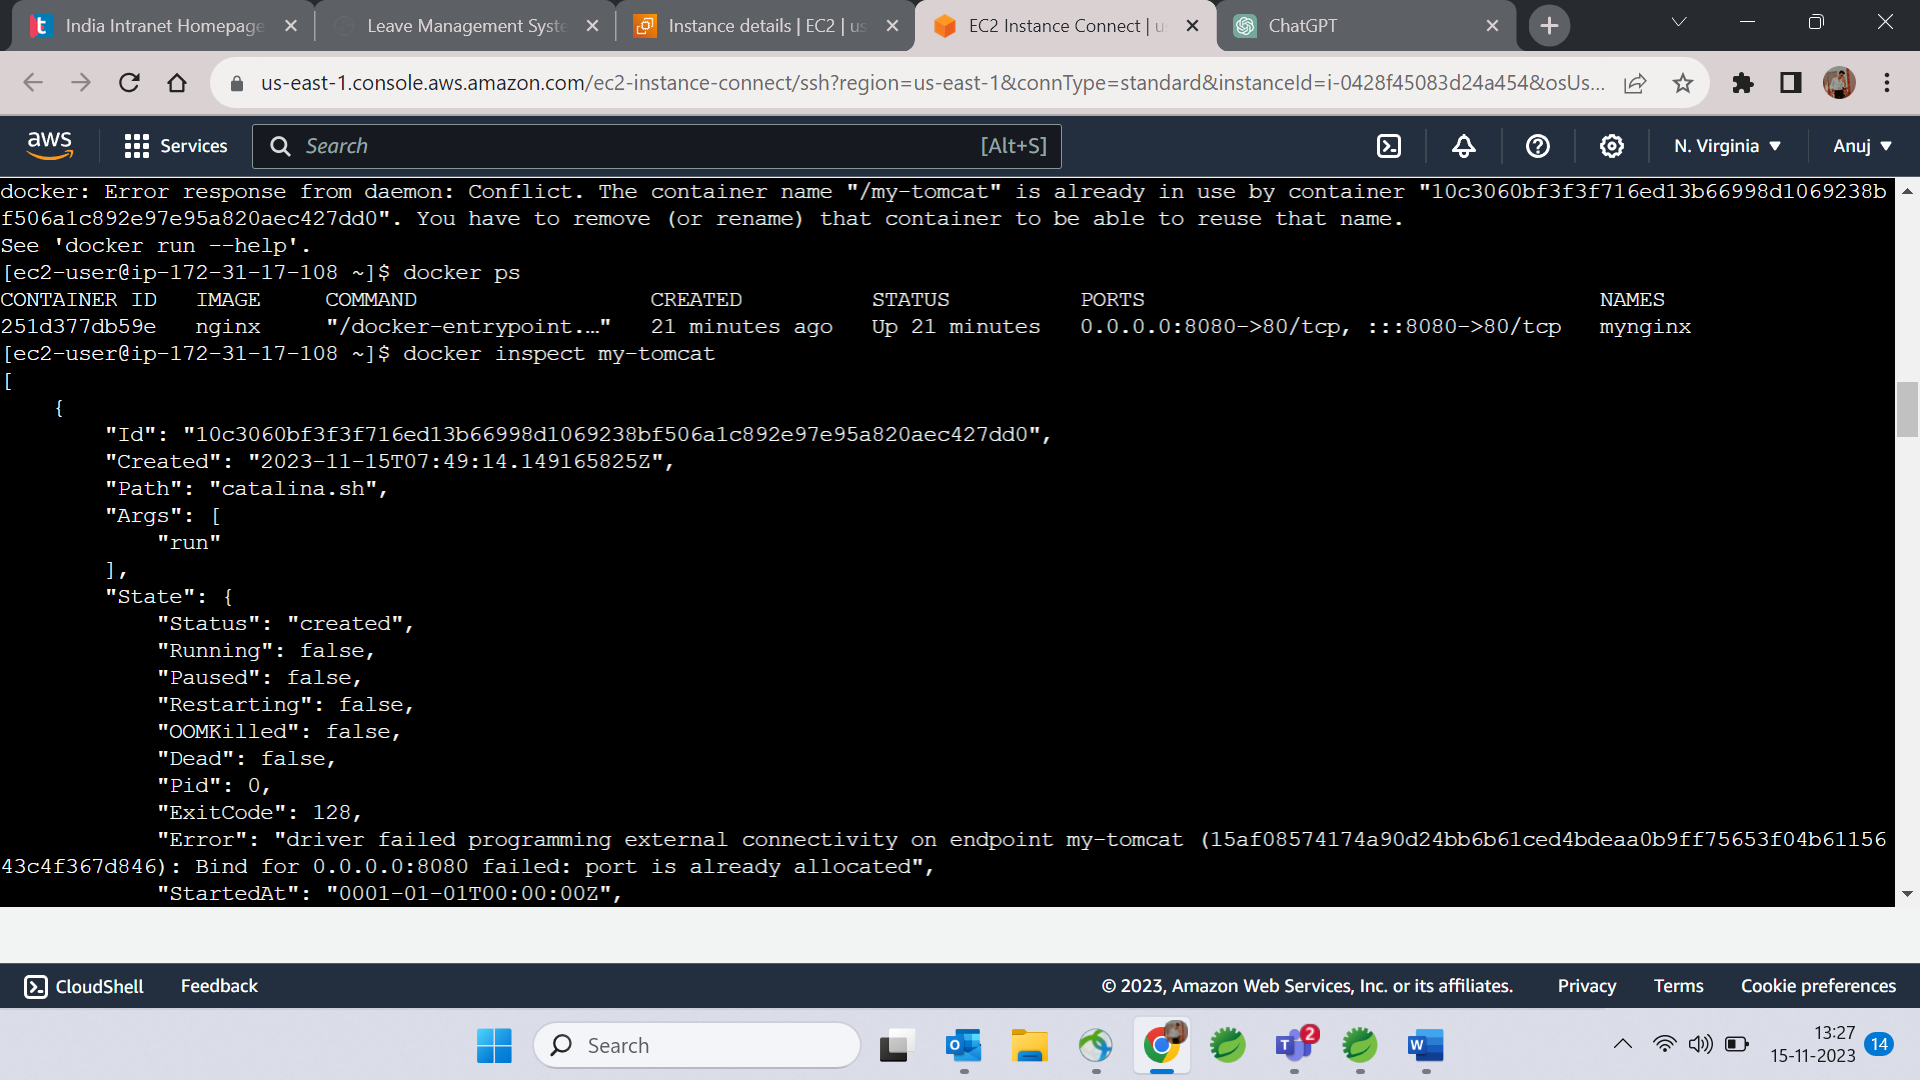 India Intranet Homepage
Leave Management Syste
Instance details | EC2 | us
EC2 Instance Connect | u
ChatGPT
us-east-1.console.aws.amazon.com/ec2-instance-connect/ssh?region=us-east-1&connType=standard&instanceId=i-0428f45083d24a454&osUs...
aws
Services
Search
[Alt+S]
N. Virginia
Anuj
docker: Error response from daemon: Conflict. The container name "/my-tomcat" is already in use by container "10c3060bf3f3f716ed13b66998d1069238b
f506a1c892e97e95a820aec427dd0". You have to remove (or rename) that container to be able to reuse that name.
See 'docker run --help'.
[ec2-user@ip-172-31-17-108 ~]$ docker ps
CONTAINER ID   IMAGE     COMMAND                  CREATED          STATUS          PORTS                                   NAMES
251d377db59e   nginx     "/docker-entrypoint.…"   21 minutes ago   Up 21 minutes   0.0.0.0:8080->80/tcp, :::8080->80/tcp   mynginx
[ec2-user@ip-172-31-17-108 ~]$ docker inspect my-tomcat
[
    {
        "Id": "10c3060bf3f3f716ed13b66998d1069238bf506a1c892e97e95a820aec427dd0",
        "Created": "2023-11-15T07:49:14.149165825Z",
        "Path": "catalina.sh",
        "Args": [
            "run"
        ],
        "State": {
            "Status": "created",
            "Running": false,
            "Paused": false,
            "Restarting": false,
            "OOMKilled": false,
            "Dead": false,
            "Pid": 0,
            "ExitCode": 128,
            "Error": "driver failed programming external connectivity on endpoint my-tomcat (15af08574174a90d24bb6b61ced4bdeaa0b9ff75653f04b61156
43c4f367d846): Bind for 0.0.0.0:8080 failed: port is already allocated",
            "StartedAt": "0001-01-01T00:00:00Z",
CloudShell
Feedback
© 2023, Amazon Web Services, Inc. or its affiliates.
Privacy
Terms
Cookie preferences
Search
2
13:27
15-11-2023
14